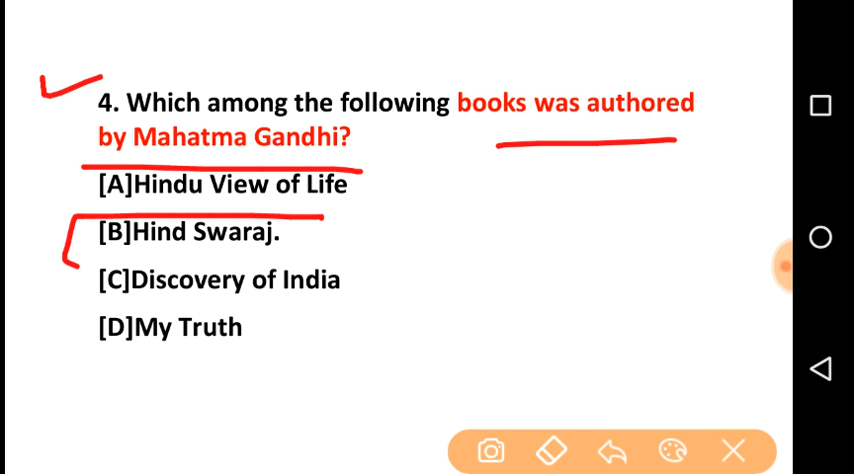 4. Which among the following books was authored
by Mahatma Gandhi?
[A]Hindu View of Life
[B]Hind Swaraj.
[C]Discovery of India
[D]My Truth